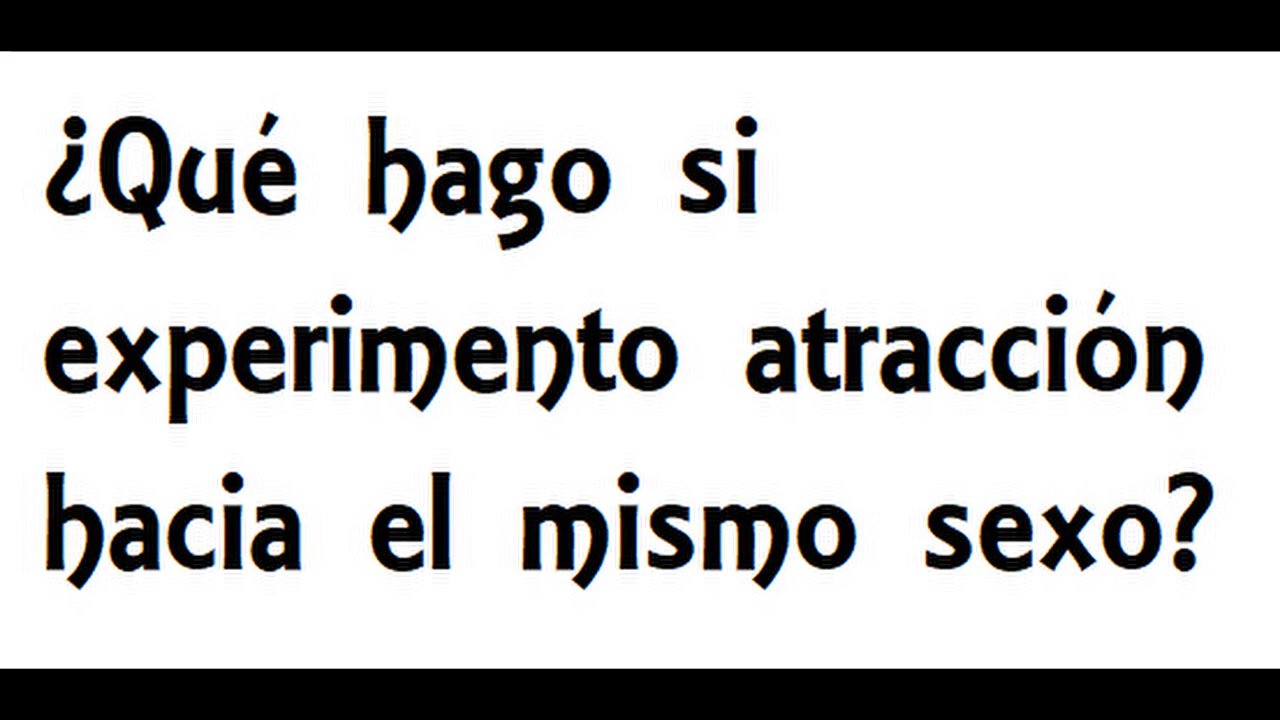 ¿Qué hago si
experimento atracción
hacia el mismo sexo?